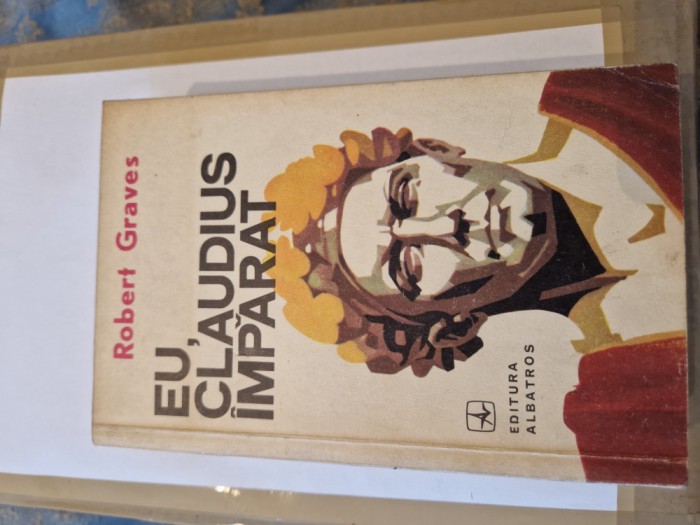 Robert Graves
EU,
CLAUDIUS
ÎMPĂRAT
EDITURA
ALBATROS